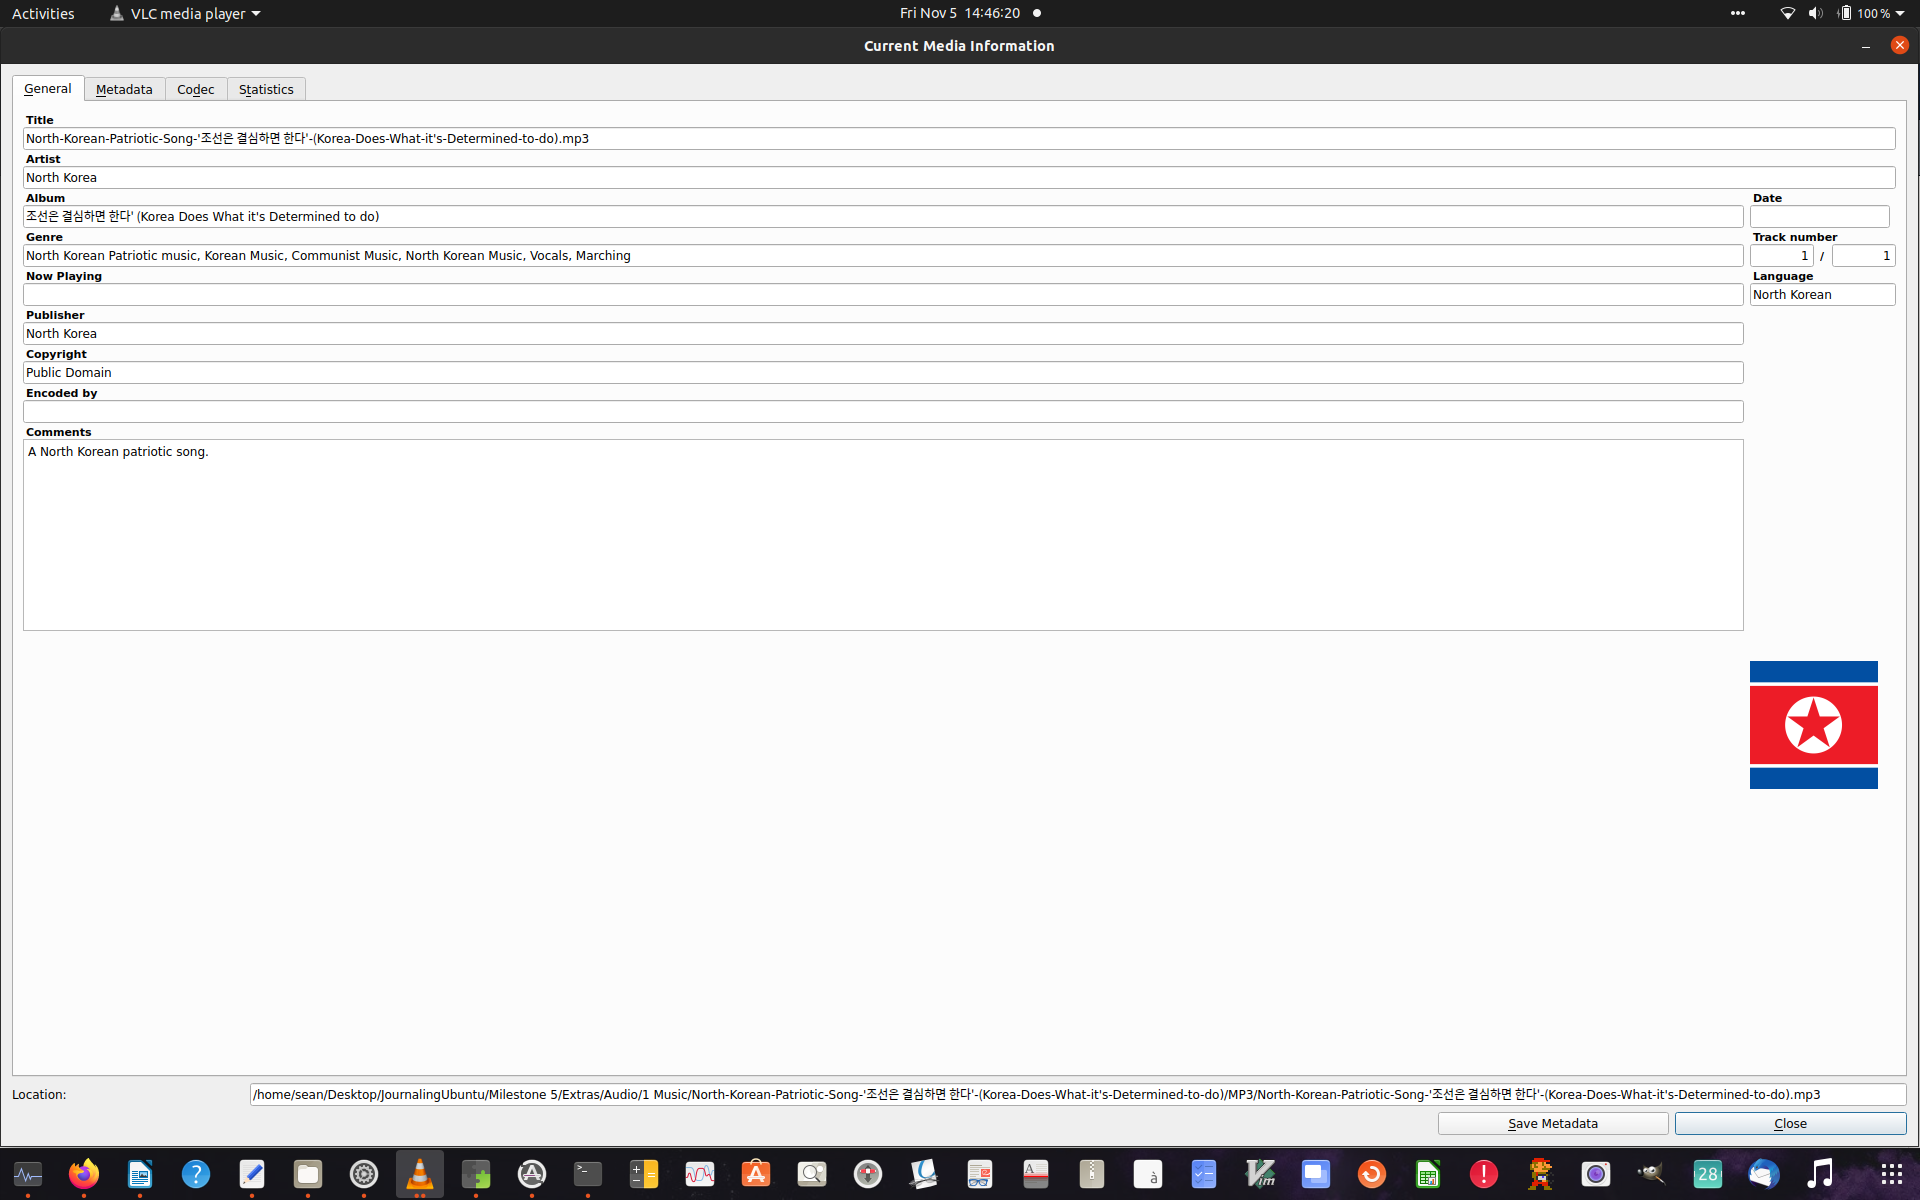 Activities VLC media player Fri Nov 5 14:46:20 100 %
Current Media Information
General Metadata Codec Statistics
Title
North-Korean-Patriotic-Song-'조선은 결심하면 한다'-(Korea-Does-What-it's-Determined-to-do).mp3
Artist
North Korea
Album Date
조선은 결심하면 한다' (Korea Does What it's Determined to do)
Genre Track number
North Korean Patriotic music, Korean Music, Communist Music, North Korean Music, Vocals, Marching 1 / 1
Now Playing Language
North Korean
Publisher
North Korea
Copyright
Public Domain
Encoded by
Comments
A North Korean patriotic song.
Location: /home/sean/Desktop/JournalingUbuntu/Milestone 5/Extras/Audio/1 Music/North-Korean-Patriotic-Song-'조선은 결심하면 한다'-(Korea-Does-What-it's-Determined-to-do)/MP3/North-Korean-Patriotic-Song-'조선은 결심하면 한다'-(Korea-Does-What-it's-Determined-to-do).mp3
Save Metadata Close
? >_ A à Vim ! 28